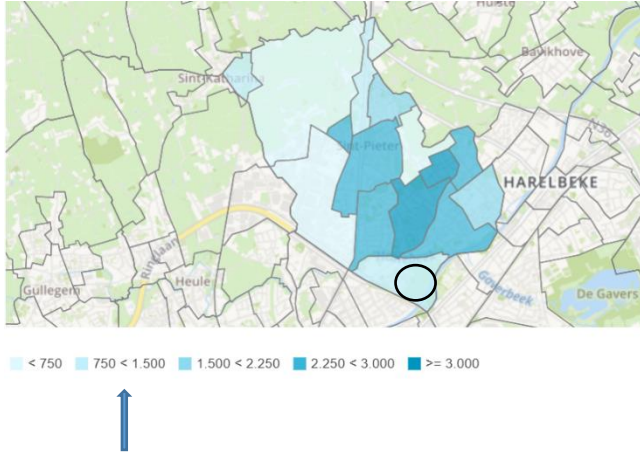 Hulste
Bavikhove
Sint-Katharina
Sint-Pieter
A456
HARELBEKE
Ringlaan
Heule
Gullegem
Gaverbeek
De Gavers
< 750 750 < 1.500 1.500 < 2.250 2.250 < 3.000 >= 3.000